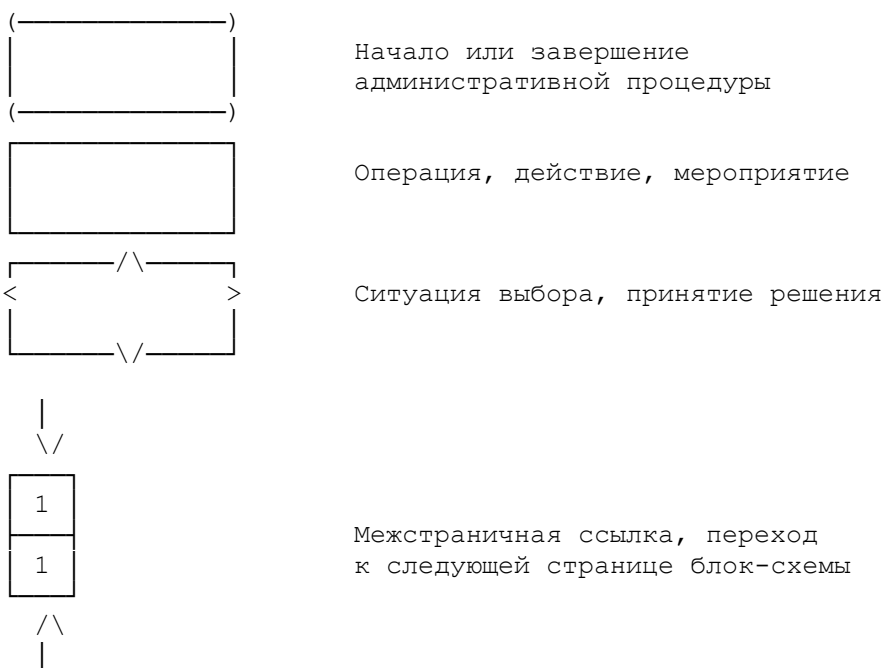 Начало или завершение
административной процедуры
Операция, действие, мероприятие
Ситуация выбора, принятие решения
1
Межстраничная ссылка, переход
1 к следующей странице блок-схемы